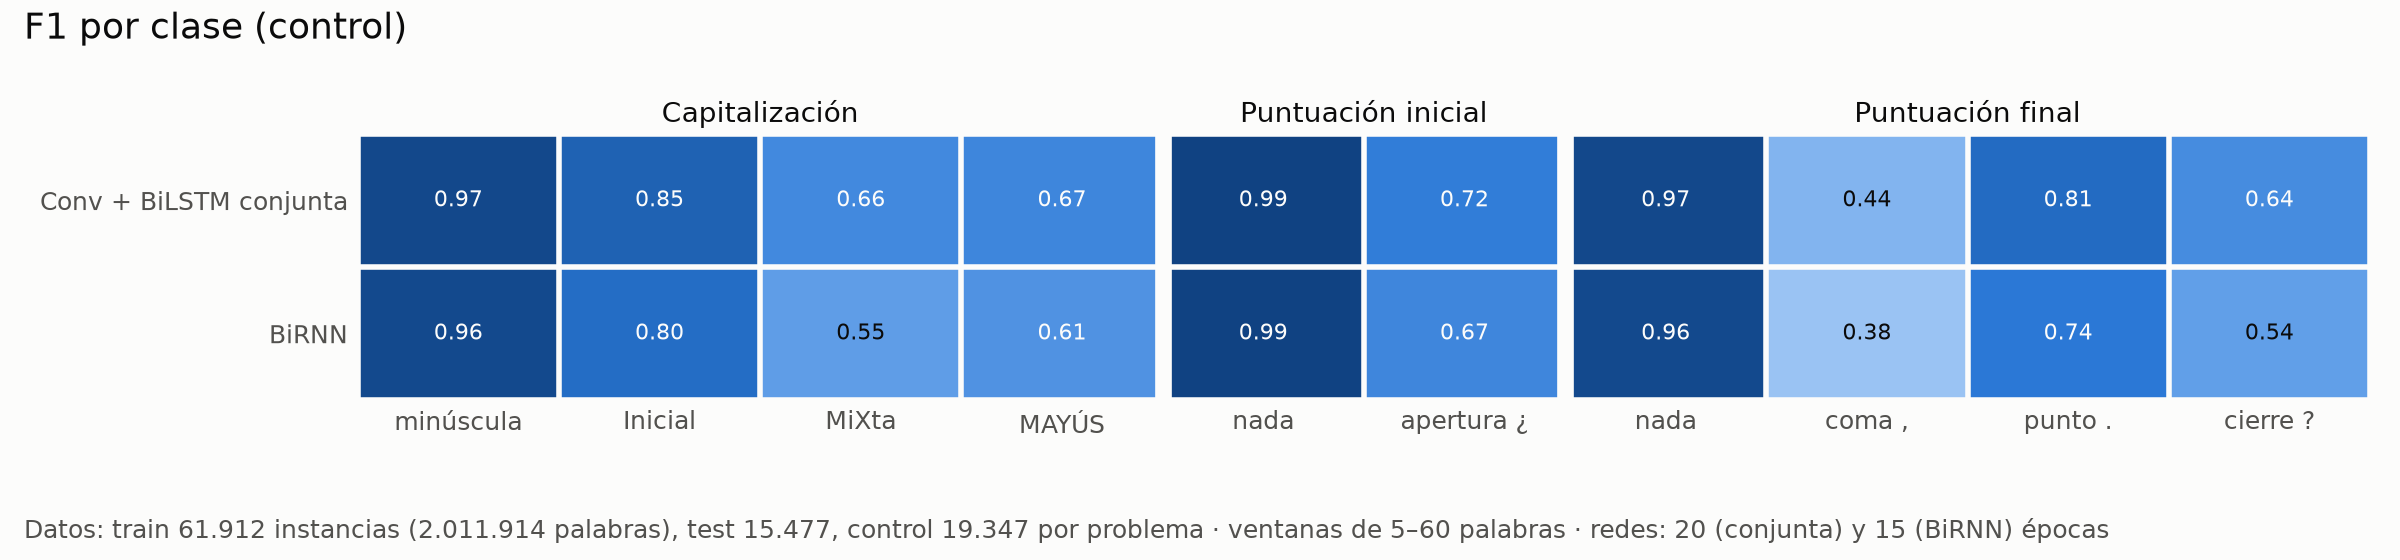 F1 por clase (control)
Capitalización Puntuación inicial Puntuación final
Conv + BiLSTM conjunta 0.97 0.85 0.66 0.67 0.99 0.72 0.97 0.44 0.81 0.64
BiRNN 0.96 0.80 0.55 0.61 0.99 0.67 0.96 0.38 0.74 0.54
minúscula Inicial MiXta MAYÚS nada apertura ¿ nada coma , punto . cierre ?
Datos: train 61.912 instancias (2.011.914 palabras), test 15.477, control 19.347 por problema · ventanas de 5–60 palabras · redes: 20 (conjunta) y 15 (BiRNN) épocas